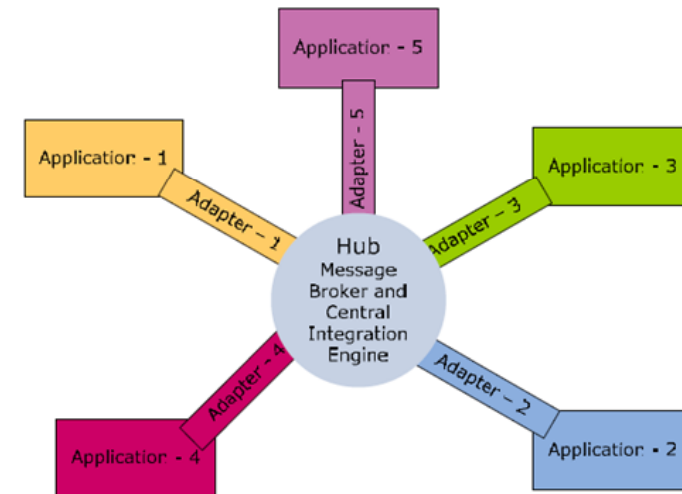 Application - 5
Adapter - 5
Application - 1
Adapter - 1
Application - 3
Adapter - 3
Hub
Message
Broker and
Central
Integration
Engine
Adapter - 4
Application - 4
Adapter - 2
Application - 2